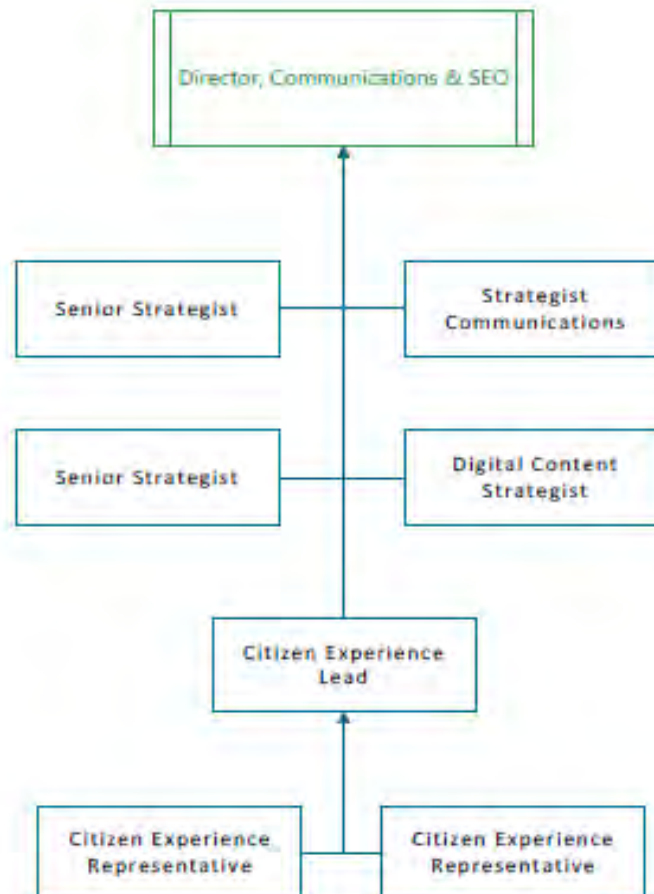 Director, Communications & SEO
Senior Strategist
Strategist
Communications
Senior Strategist
Digital Content
Strategist
Citizen Experience
Lead
Citizen Experience
Representative
Citizen Experience
Representative